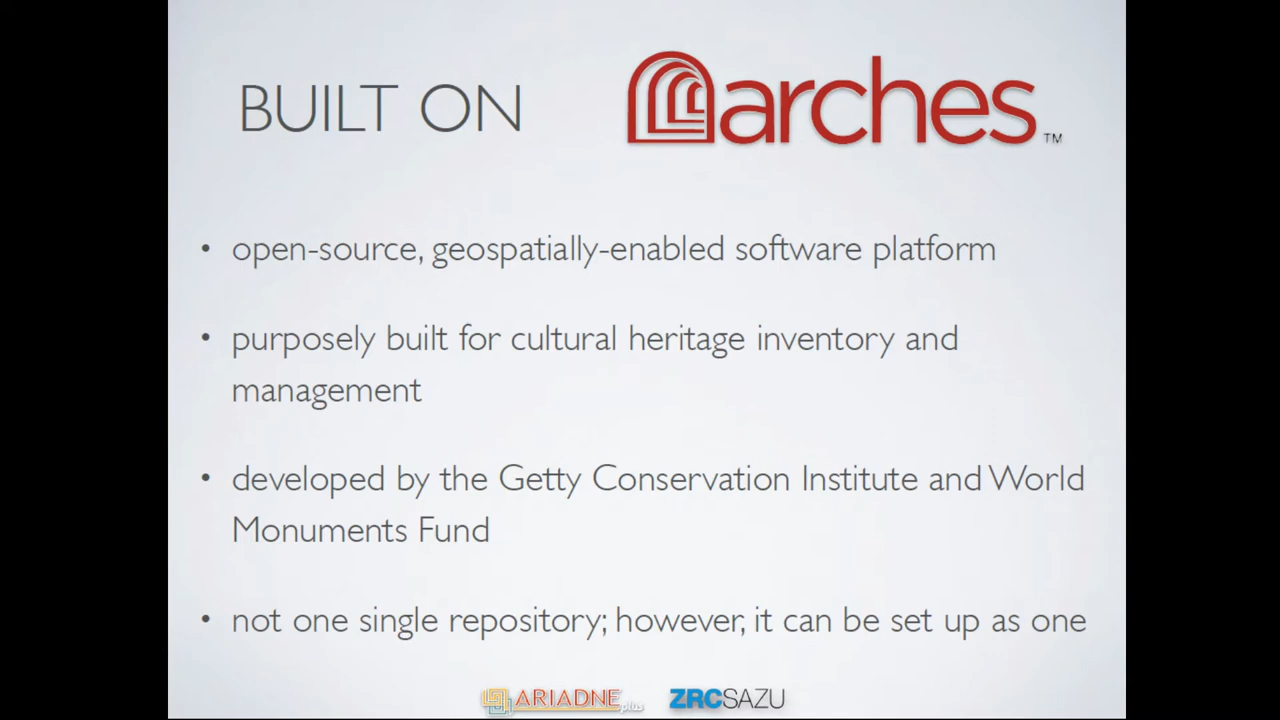 BUILT ON arches ™
• open-source, geospatially-enabled software platform
• purposely built for cultural heritage inventory and
management
• developed by the Getty Conservation Institute and World
Monuments Fund
• not one single repository; however, it can be set up as one
ARIADNE plus ZRC SAZU